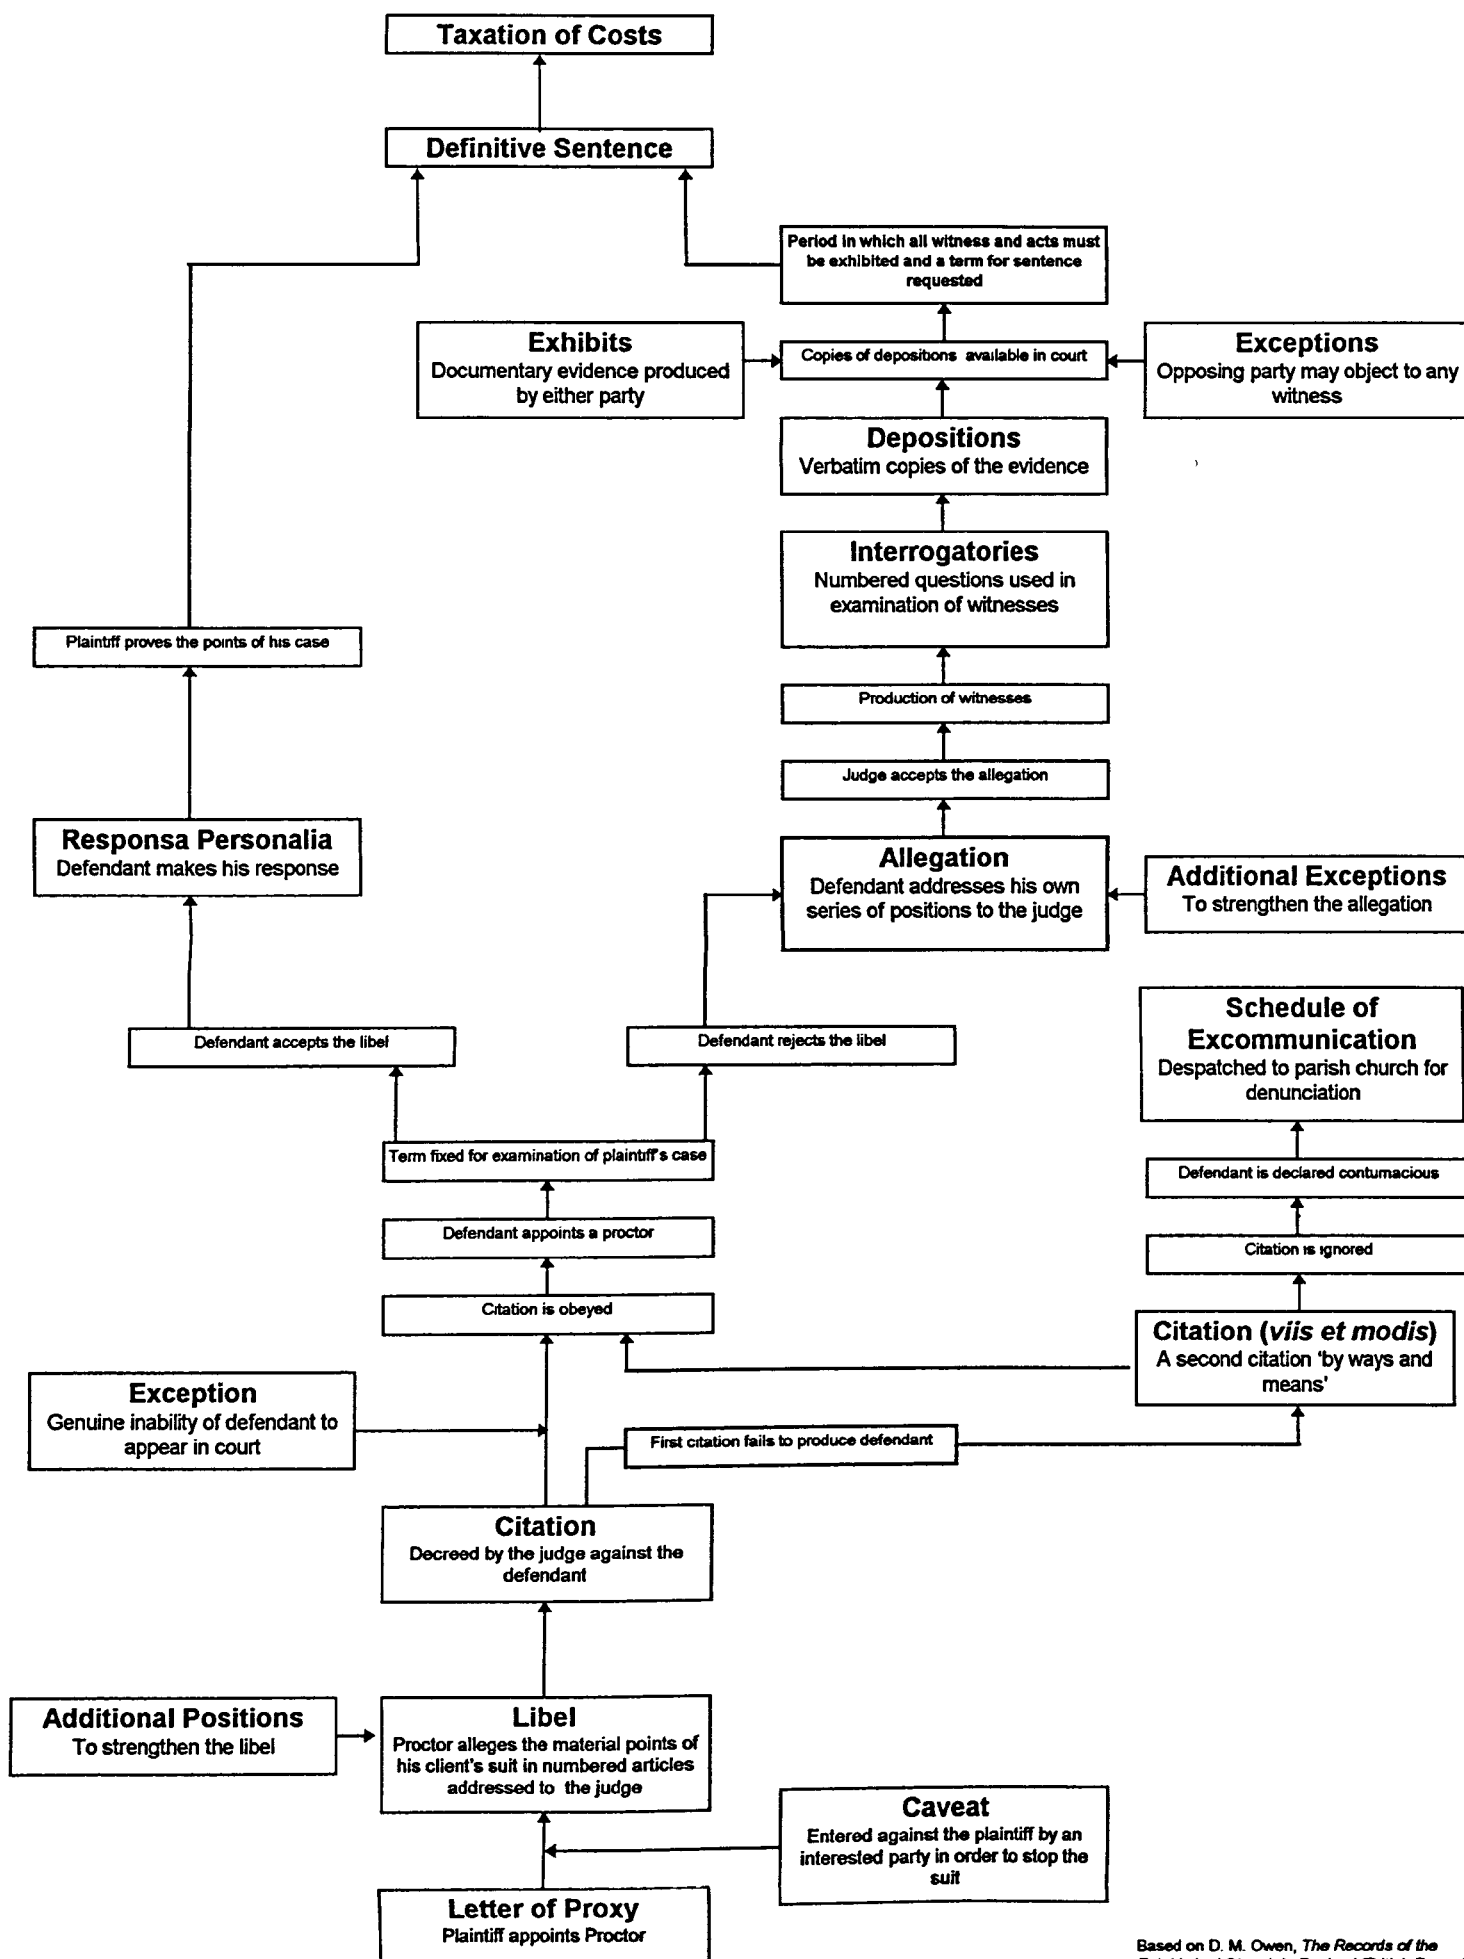 Taxation of Costs
Definitive Sentence
Period in which all witness and acts must
be exhibited and a term for sentence
requested
Exhibits
Documentary evidence produced
by either party
Copies of depositions available in court
Exceptions
Opposing party may object to any
witness
Depositions
Verbatim copies of the evidence
Interrogatories
Numbered questions used in
examination of witnesses
Plaintiff proves the points of his case
Production of witnesses
Judge accepts the allegation
Responsa Personalia
Defendant makes his response
Allegation
Defendant addresses his own
series of positions to the judge
Additional Exceptions
To strengthen the allegation
Schedule of
Excommunication
Despatched to parish church for
denunciation
Defendant accepts the libel
Defendant rejects the libel
Term fixed for examination of plaintiff's case
Defendant is declared contumacious
Defendant appoints a proctor
Citation is ignored
Citation is obeyed
Citation (viis et modis)
A second citation 'by ways and
means'
Exception
Genuine inability of defendant to
appear in court
First citation fails to produce defendant
Citation
Decreed by the judge against the
defendant
Additional Positions
To strengthen the libel
Libel
Proctor alleges the material points of
his client's suit in numbered articles
addressed to the judge
Caveat
Entered against the plaintiff by an
interested party in order to stop the
suit
Letter of Proxy
Plaintiff appoints Proctor
Based on D. M. Owen, The Records of the